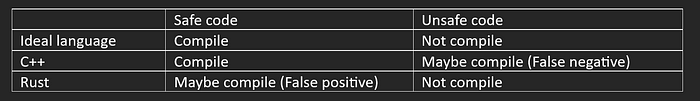 Safe code Unsafe code
Ideal language Compile Not compile
C++ Compile Maybe compile (False negative)
Rust Maybe compile (False positive) Not compile